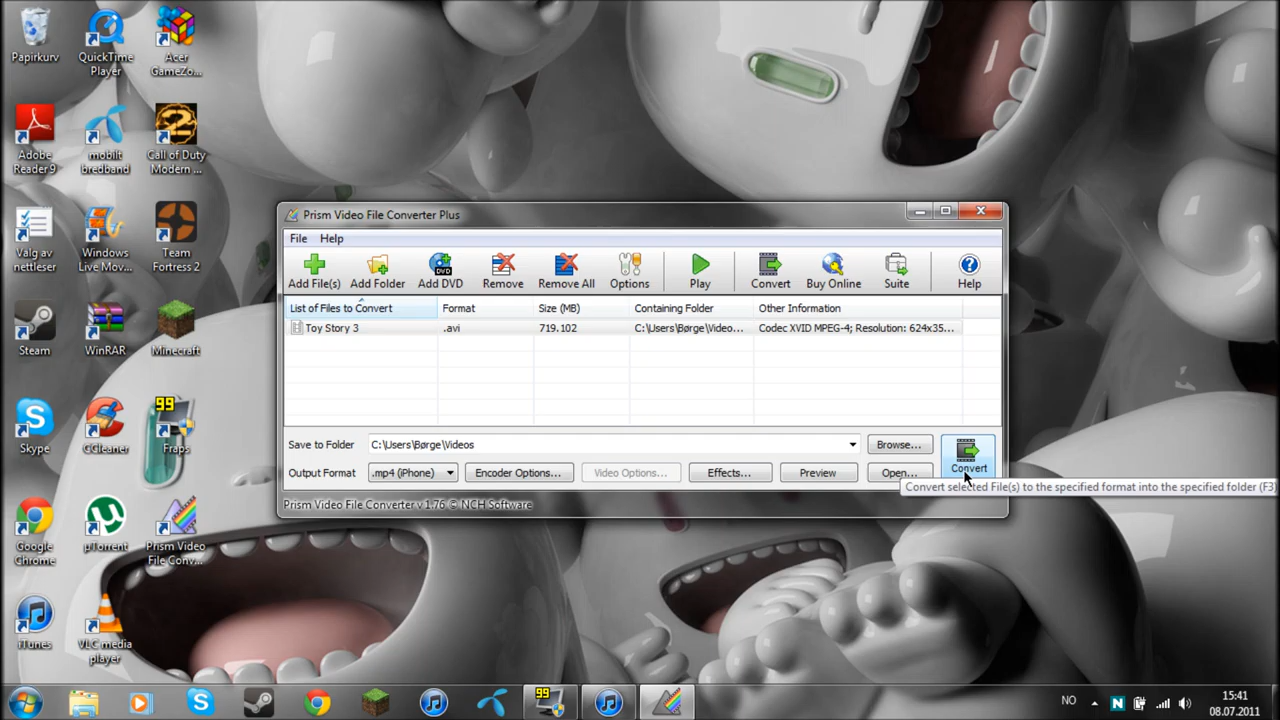 Papirkurv
QuickTime
Player
Acer
GameZo...
Adobe
Reader 9
mobilt
bredband
Call of Duty
Modern ...
Valg av
nettleser
Windows
Live Mov...
Team
Fortress 2
Steam
WinRAR
Minecraft
Skype
CCleaner
99
Fraps
Google
Chrome
µTorrent
Prism Video
File Conv...
iTunes
VLC media
player
Prism Video File Converter Plus
File Help
Add File(s) Add Folder DVD Add DVD Remove Remove All Options Play Convert Buy Online Suite Help
List of Files to Convert Format Size (MB) Containing Folder Other Information
Toy Story 3 .avi 719.102 C:\Users\Børge\Video... Codec XVID MPEG-4; Resolution: 624x35...
Save to Folder C:\Users\Børge\Videos Browse... Convert
Output Format .mp4 (iPhone) Encoder Options... Video Options... Effects... Preview Open...
Convert selected File(s) to the specified format into the specified folder (F3
Prism Video File Converter v 1.76 © NCH Software
99
NO
N
15:41
08.07.2011